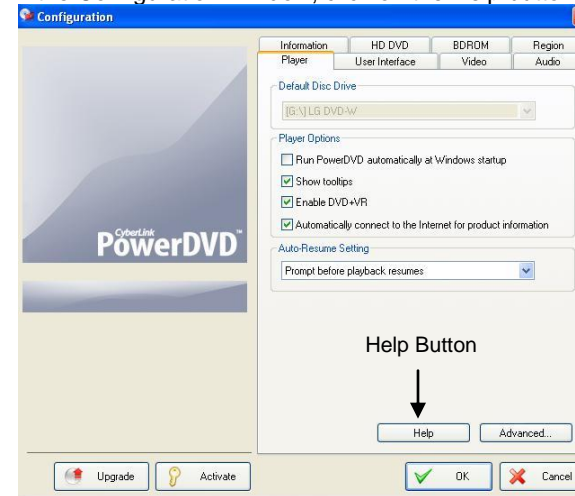 Configuration
Information HD DVD BDROM Region
Player User Interface Video Audio
Default Disc Drive
[G:\] LG DVD-W
Player Options
Run PowerDVD automatically at Windows startup
Show tooltips
Enable DVD+VR
Automatically connect to the Internet for product information
Auto-Resume Setting
Prompt before playback resumes
CyberLink
PowerDVD™
Help Button
Help Advanced...
Upgrade Activate OK Cancel